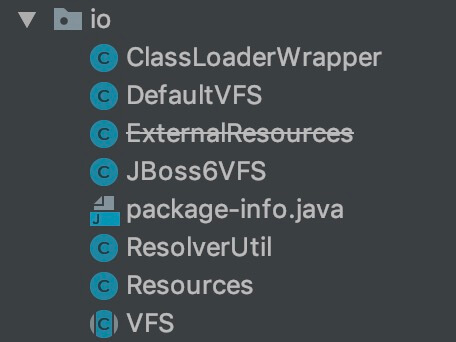 io
ClassLoaderWrapper
DefaultVFS
ExternalResources
JBoss6VFS
package-info.java
ResolverUtil
Resources
VFS